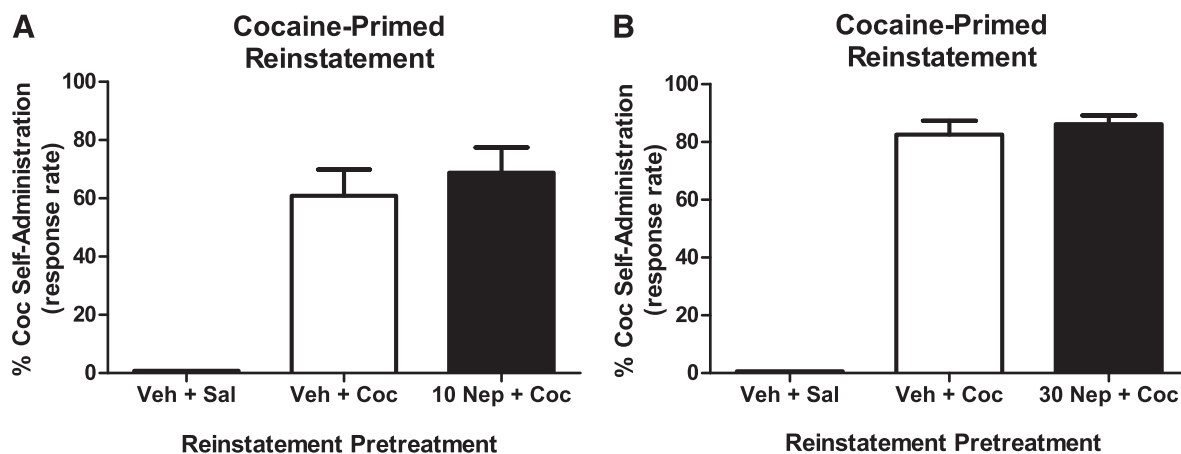 A
Cocaine-Primed
Reinstatement
% Coc Self-Administration
(response rate)
100
80
60
40
20
0
Veh + Sal
Veh + Coc
10 Nep + Coc
Reinstatement Pretreatment
B
Cocaine-Primed
Reinstatement
% Coc Self-Administration
(response rate)
100
80
60
40
20
0
Veh + Sal
Veh + Coc
30 Nep + Coc
Reinstatement Pretreatment